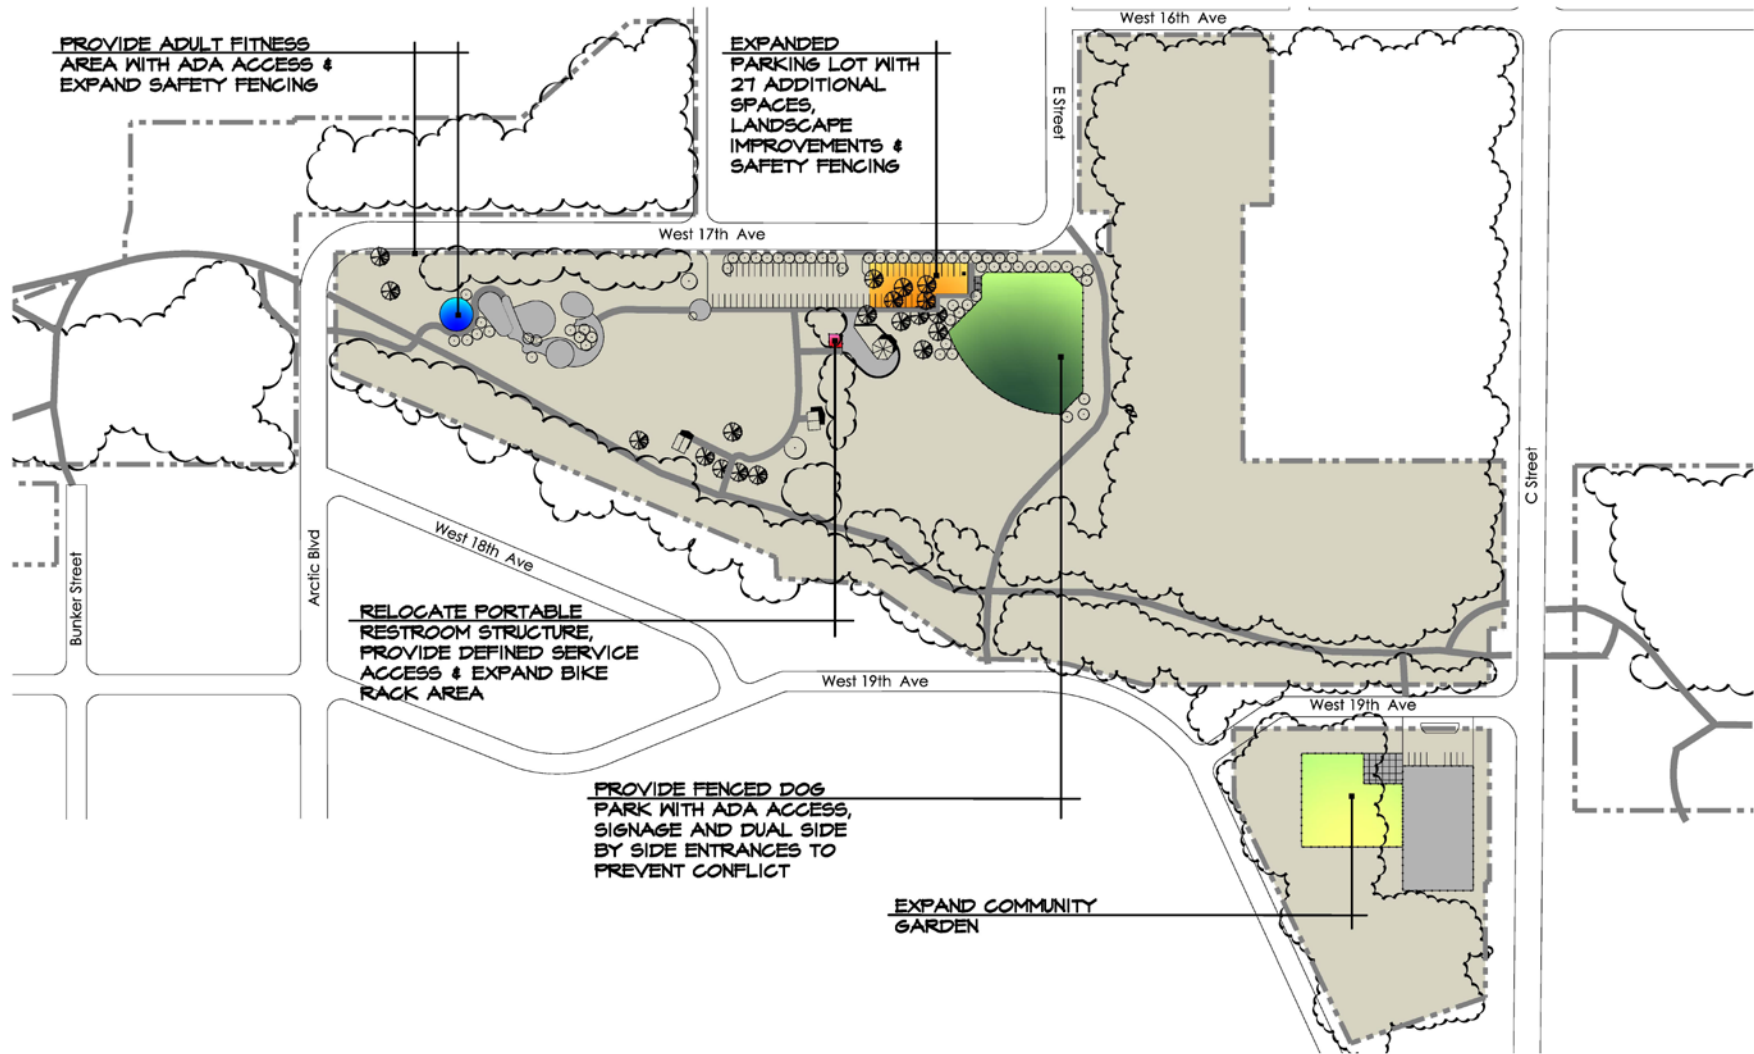 West 16th Ave
PROVIDE ADULT FITNESS
AREA WITH ADA ACCESS &
EXPAND SAFETY FENCING
EXPANDED
PARKING LOT WITH
27 ADDITIONAL
SPACES,
LANDSCAPE
IMPROVEMENTS &
SAFETY FENCING
E Street
West 17th Ave
C Street
West 18th Ave
Arctic Blvd
Bunker Street
RELOCATE PORTABLE
RESTROOM STRUCTURE,
PROVIDE DEFINED SERVICE
ACCESS & EXPAND BIKE
RACK AREA
West 19th Ave
West 19th Ave
PROVIDE FENCED DOG
PARK WITH ADA ACCESS,
SIGNAGE AND DUAL SIDE
BY SIDE ENTRANCES TO
PREVENT CONFLICT
EXPAND COMMUNITY
GARDEN